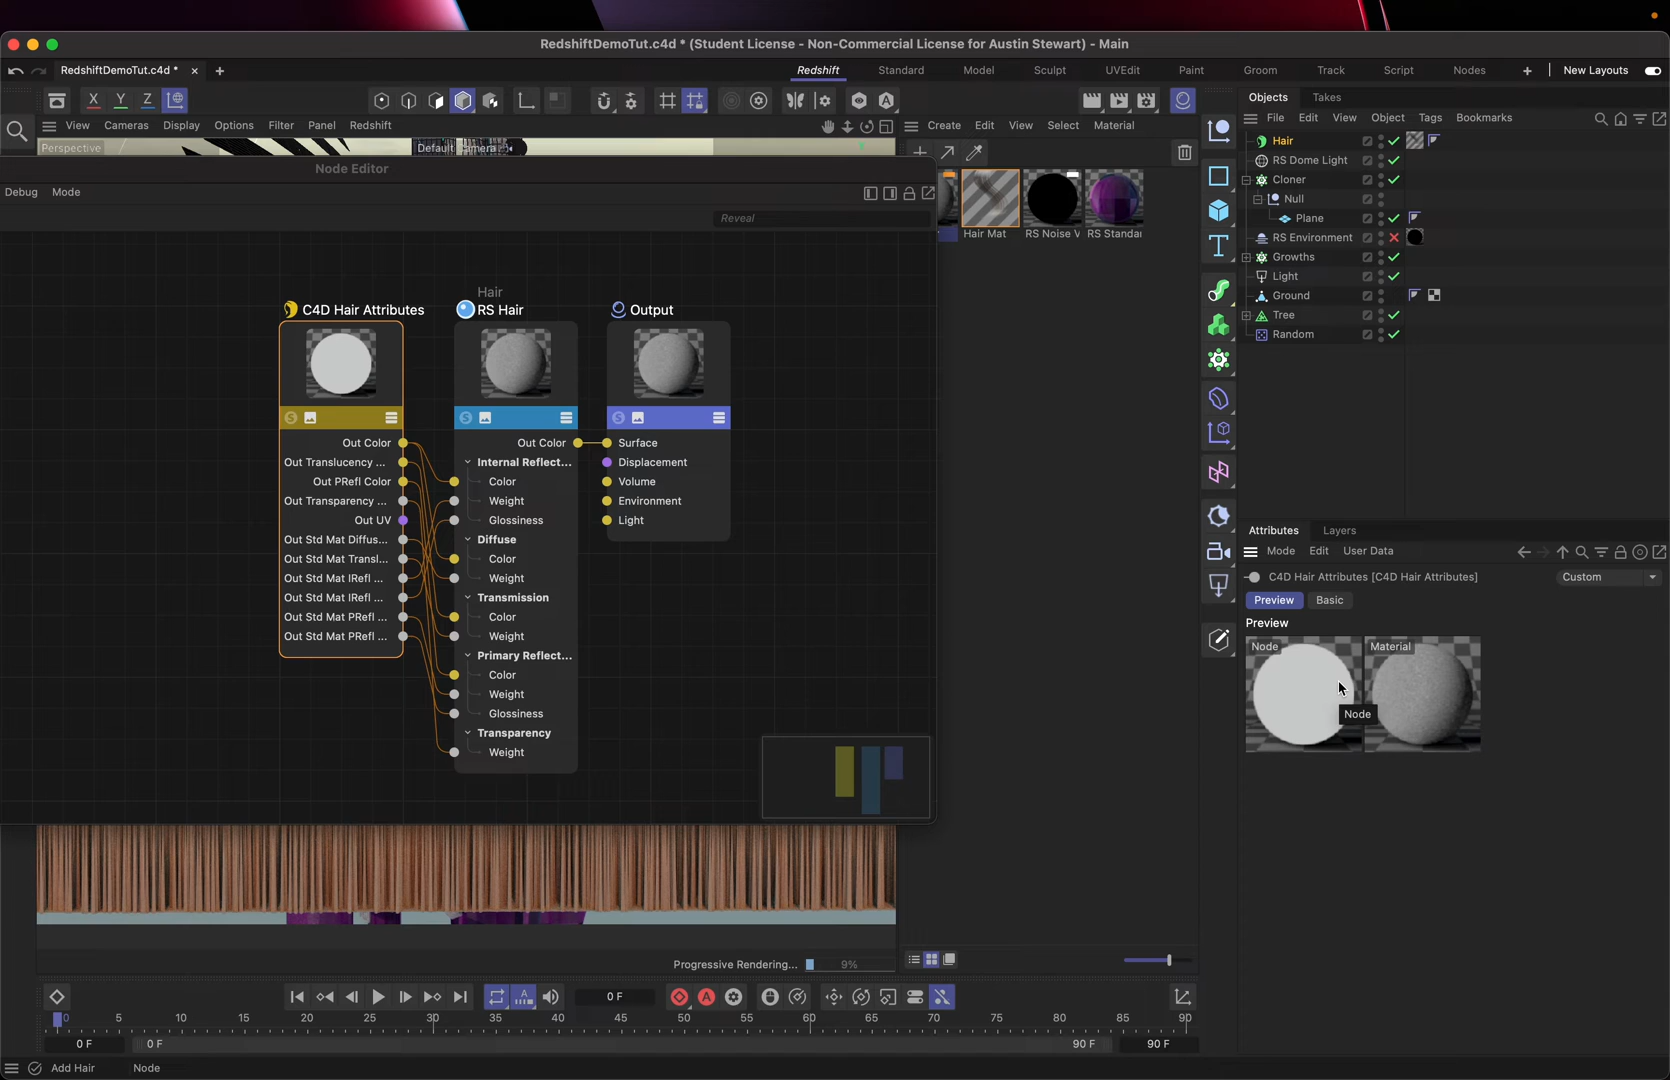 RedshiftDemoTut.c4d * (Student License - Non-Commercial License for Austin Stewart) - Main
RedshiftDemoTut.c4d * × +
Redshift Standard Model Sculpt UVEdit Paint Groom Track Script Nodes + New Layouts
X Y Z
View Cameras Display Options Filter Panel Redshift
Perspective
Default Camera
Node Editor
Debug Mode
Reveal
Create Edit View Select Material
Hair Mat RS Noise V RS Standar
Objects Takes
File Edit View Object Tags Bookmarks
Hair
RS Dome Light
Cloner
Null
Plane
RS Environment
Growths
Light
Ground
Tree
Random
C4D Hair Attributes
S
Out Color
Out Translucency ...
Out PRefl Color
Out Transparency ...
Out UV
Out Std Mat Diffus...
Out Std Mat Transl...
Out Std Mat IRefl ...
Out Std Mat IRefl ...
Out Std Mat PRefl ...
Out Std Mat PRefl ...
Hair
RS Hair
S
Out Color
Internal Reflect...
Color
Weight
Glossiness
Diffuse
Color
Weight
Transmission
Color
Weight
Primary Reflect...
Color
Weight
Glossiness
Transparency
Weight
Output
S
Surface
Displacement
Volume
Environment
Light
Attributes Layers
Mode Edit User Data
C4D Hair Attributes [C4D Hair Attributes]
Custom
Preview Basic
Preview
Node Material
Node
Progressive Rendering... 9%
0 F
0 5 10 15 20 25 30 35 40 45 50 55 60 65 70 75 80 85 90
0 F 0 F 90 F 90 F
Add Hair Node